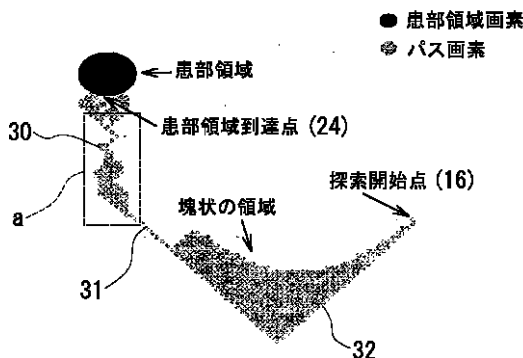 患部領域画素
パス画素
患部領域
30
患部領域到達点 (24)
探索開始点 (16)
a
塊状の領域
31
32